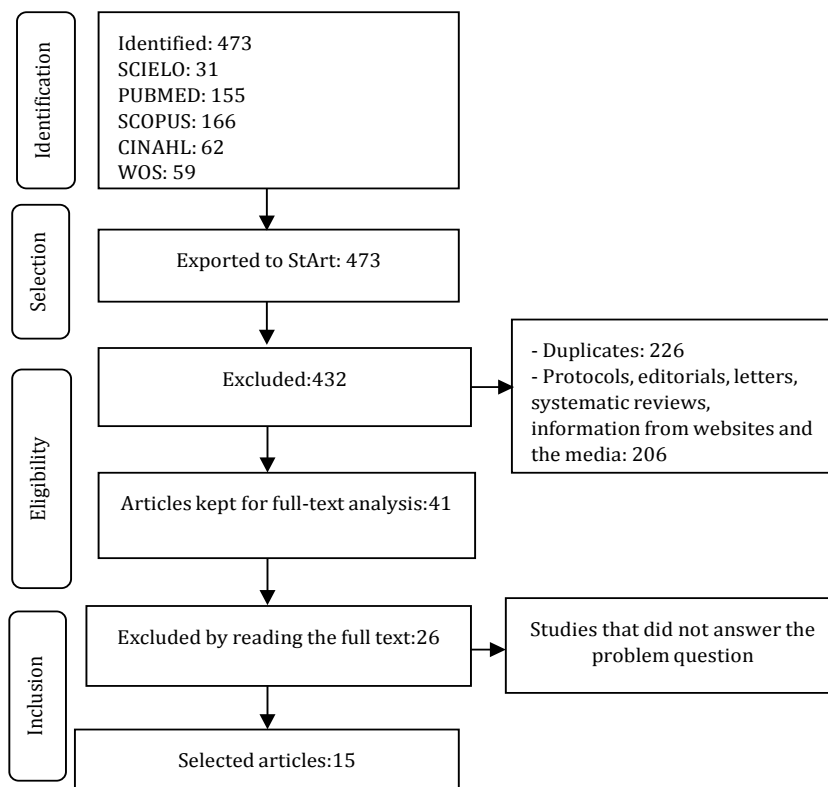 Identification
Identified: 473
SCIELO: 31
PUBMED: 155
SCOPUS: 166
CINAHL: 62
WOS: 59
Selection
Exported to StArt: 473
Eligibility
Excluded:432
- Duplicates: 226
- Protocols, editorials, letters,
systematic reviews,
information from websites and
the media: 206
Articles kept for full-text analysis:41
Inclusion
Excluded by reading the full text:26
Studies that did not answer the
problem question
Selected articles:15